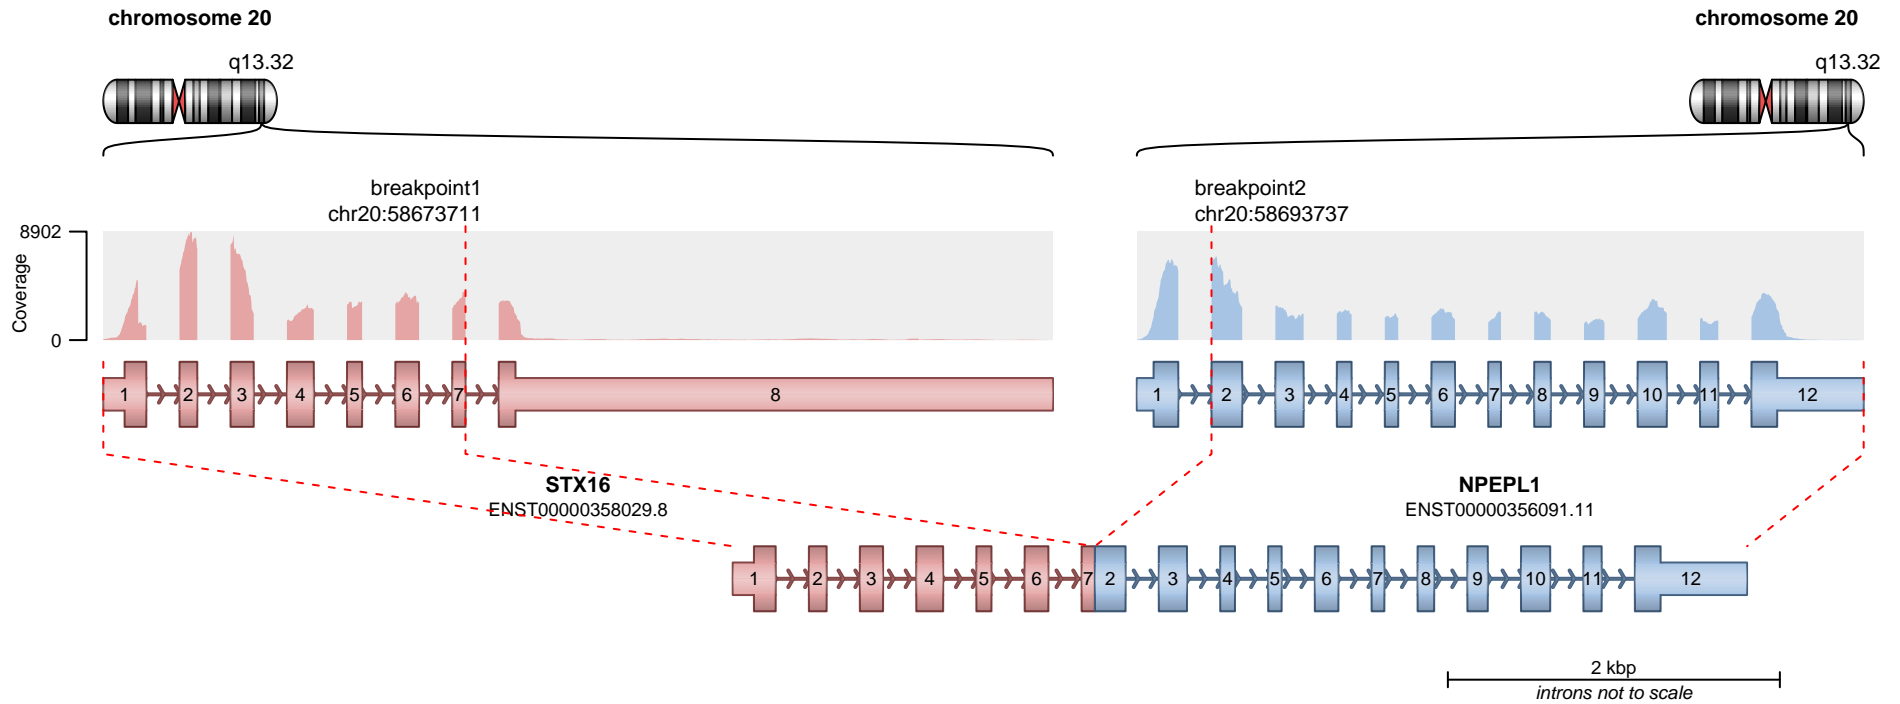 chromosome 20
chromosome 20
q13.32
q13.32
breakpoint1
chr20:58673711
breakpoint2
chr20:58693737
8902
Coverage
0
1 2 3 4 5 6 7 8
1 2 3 4 5 6 7 8 9 10 11 12
STX16
ENST00000358029.8
NPEPL1
ENST00000356091.11
1 2 3 4 5 6 7 2 3 4 5 6 7 8 9 10 11 12
2 kbp
introns not to scale